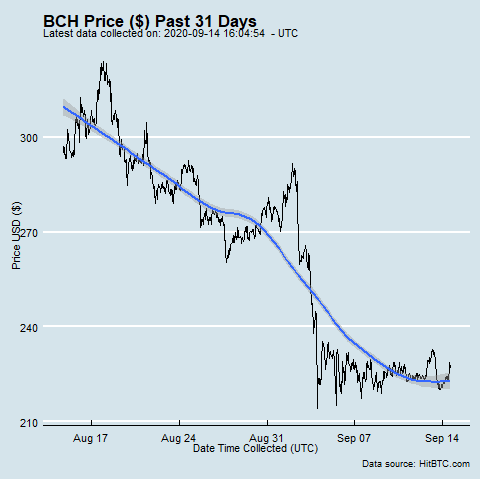 BCH Price ($) Past 31 Days
Latest data collected on: 2020-09-14 16:04:54 - UTC
300
270
240
210
Price USD ($)
Aug 17 Aug 24 Aug 31 Sep 07 Sep 14
Date Time Collected (UTC)
Data source: HitBTC.com